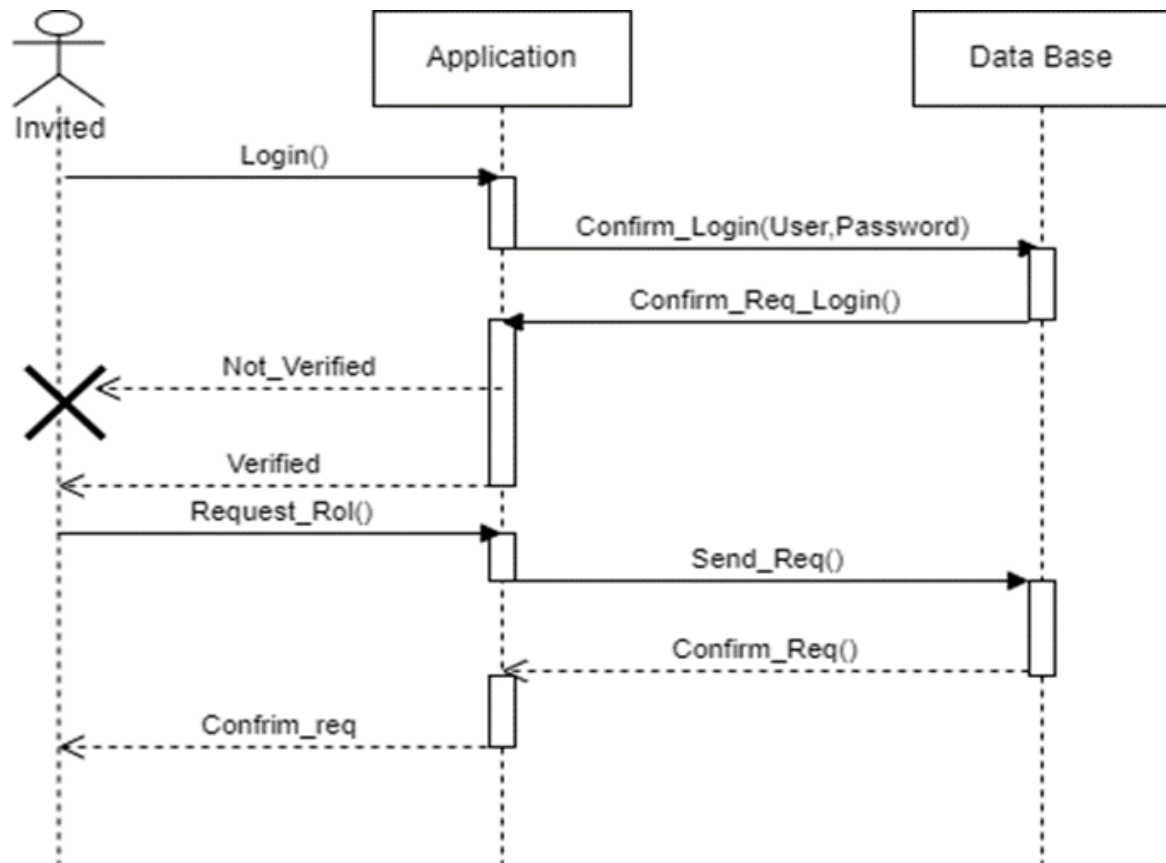 Application
Data Base
Invited
Login()
Confirm_Login(User,Password)
Confirm_Req_Login()
Not_Verified
Verified
Request_Rol()
Send_Req()
Confirm_Req()
Confrim_req